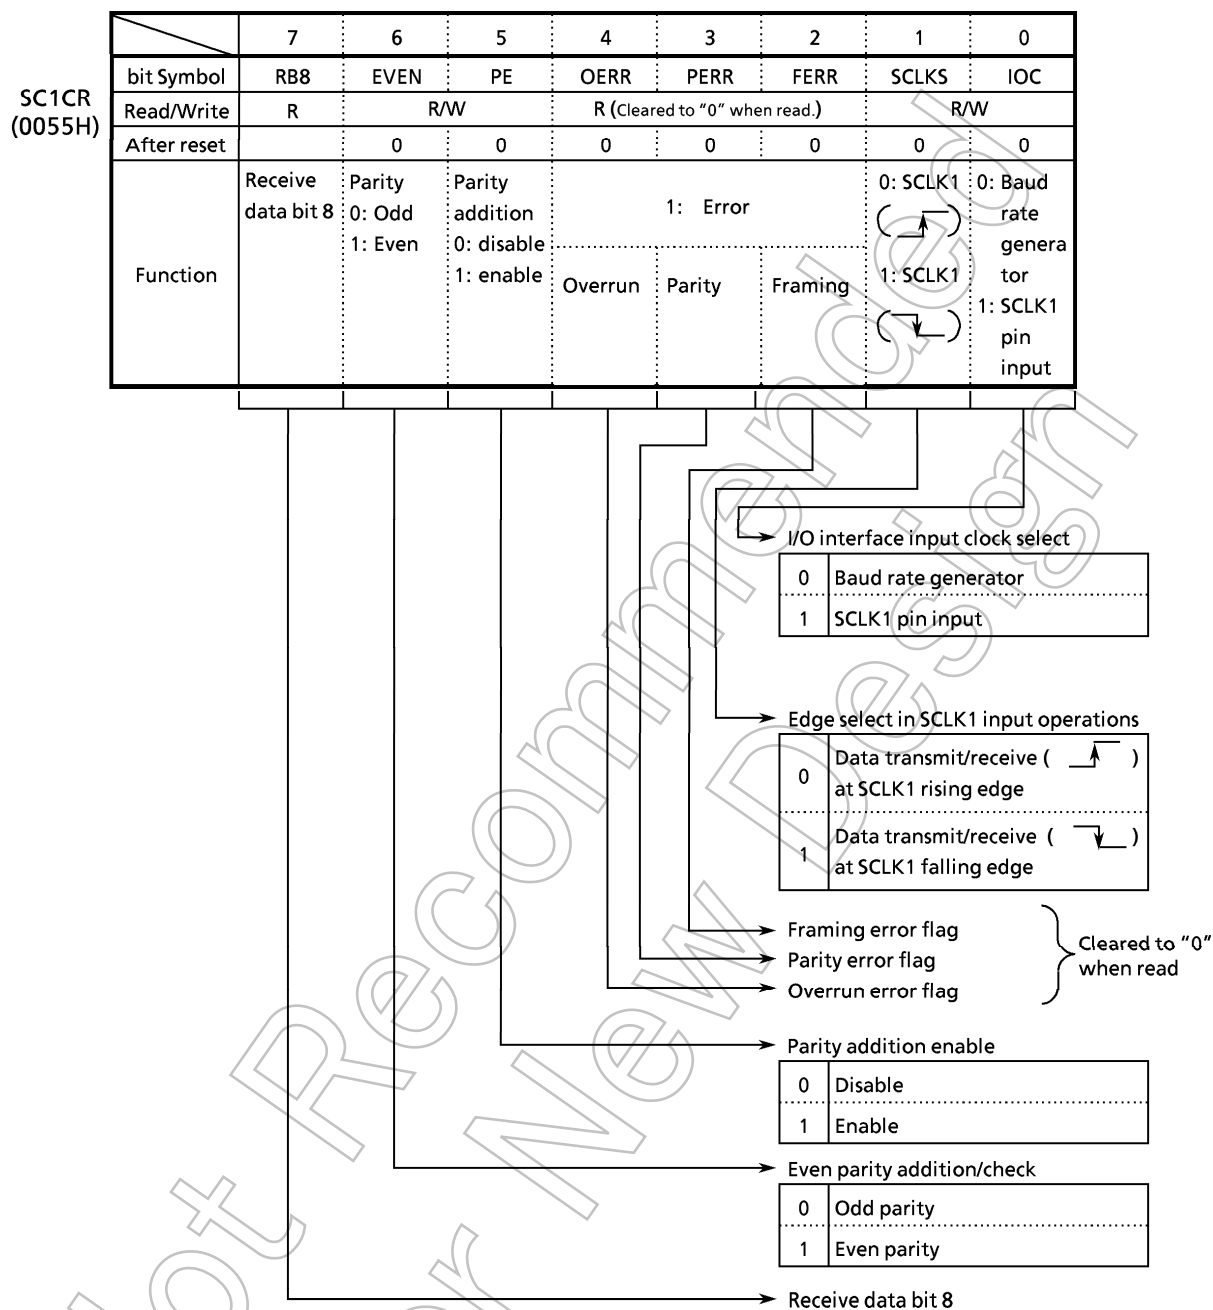 7 6 5 4 3 2 1 0
bit Symbol RB8 EVEN PE OERR PERR FERR SCLKS IOC
SC1CR
(0055H)
Read/Write R R/W R (Cleared to "0" when read.) R/W
After reset 0 0 0 0 0 0 0
Function
Receive
data bit 8
Parity
0: Odd
1: Even
Parity
addition
0: disable
1: enable
1: Error
Overrun Parity Framing
0: SCLK1
( )
1: SCLK1
( )
0: Baud
rate
genera
tor
1: SCLK1
pin
input
I/O interface input clock select
0 Baud rate generator
1 SCLK1 pin input
Edge select in SCLK1 input operations
0 Data transmit/receive ( )
at SCLK1 rising edge
1 Data transmit/receive ( )
at SCLK1 falling edge
Framing error flag
Parity error flag
Overrun error flag
Cleared to "0"
when read
Parity addition enable
0 Disable
1 Enable
Even parity addition/check
0 Odd parity
1 Even parity
Receive data bit 8
Not Recommended
for New Design